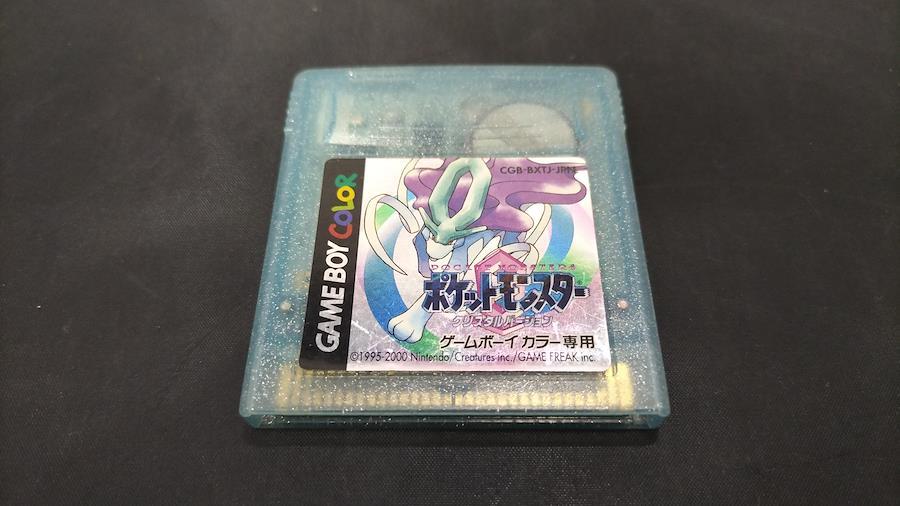 GAME BOY COLOR
CGB-BXTJ-JPN
POCKET MONSTERS
ポケットモンスター
クリスタルバージョン
ゲームボーイ カラー専用
©1995-2000 Nintendo/Creatures inc./GAME FREAK inc.